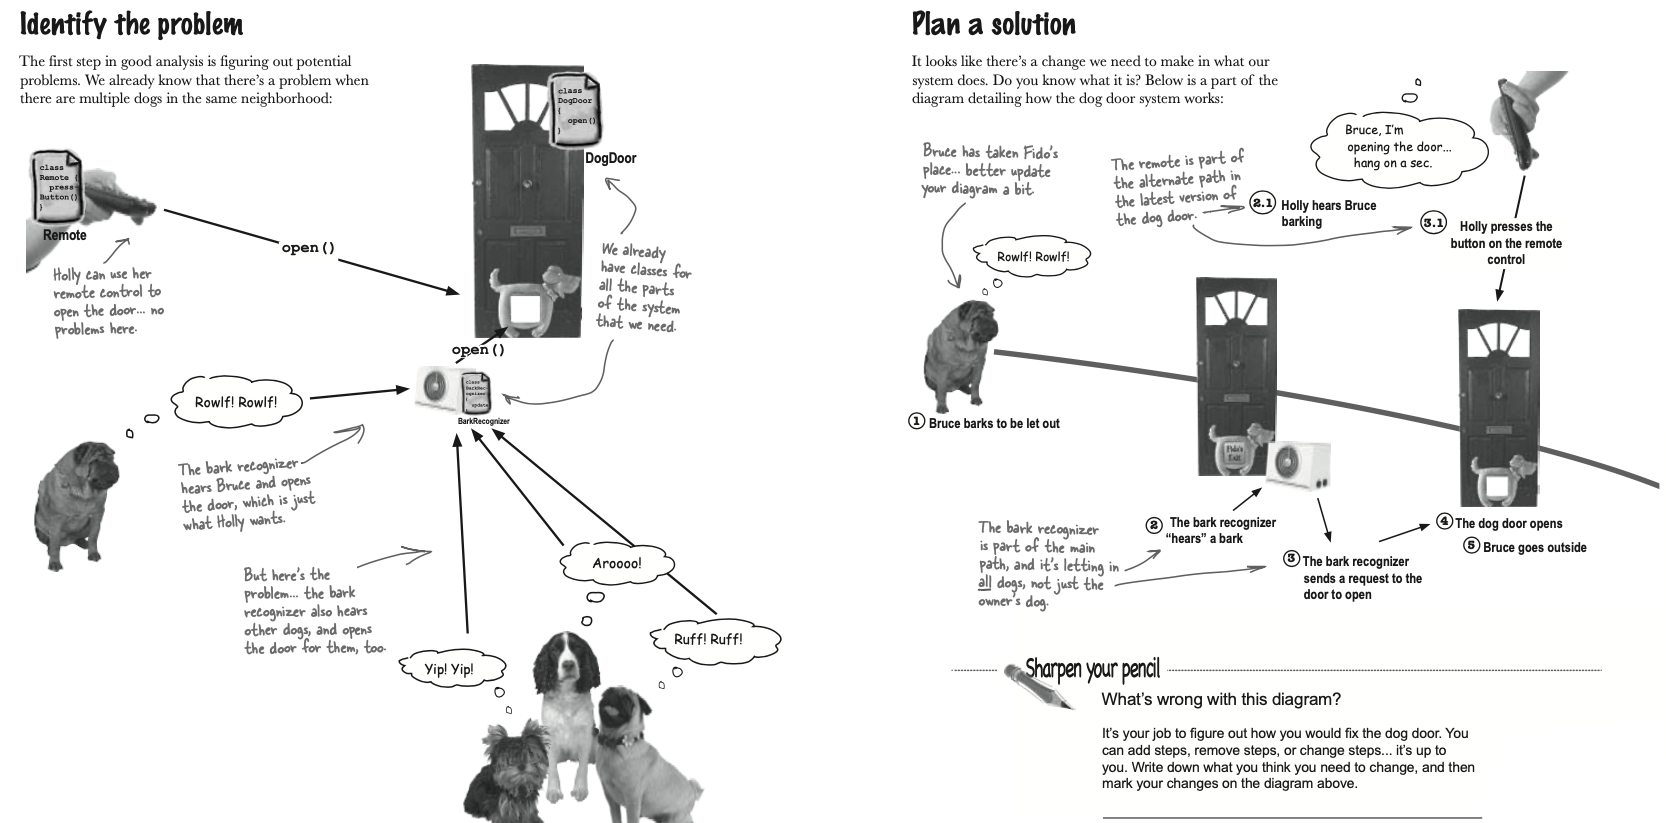 Identify the problem
The first step in good analysis is figuring out potential
problems. We already know that there's a problem when
there are multiple dogs in the same neighborhood:
class
DogDoor
{
open()
}
DogDoor
class
Remote {
press-
Button()
}
Remote
open()
Holly can use her
remote control to
open the door... no
problems here.
We already
have classes for
all the parts
of the system
that we need.
open()
class
BarkRec-
ognizer
{
update
BarkRecognizer
Rowlf! Rowlf!
The bark recognizer
hears Bruce and opens
the door, which is just
what Holly wants.
But here's the
problem... the bark
recognizer also hears
other dogs, and opens
the door for them, too.
Aroooo!
Yip! Yip!
Ruff! Ruff!
Plan a solution
It looks like there's a change we need to make in what our
system does. Do you know what it is? Below is a part of the
diagram detailing how the dog door system works:
Bruce, I'm
opening the door...
hang on a sec.
Bruce has taken Fido's
place... better update
your diagram a bit.
The remote is part of
the alternate path in
the latest version of
the dog door.
2.1 Holly hears Bruce
barking
3.1 Holly presses the
button on the remote
control
Rowlf! Rowlf!
1 Bruce barks to be let out
Fido's
Exit
The bark recognizer
is part of the main
path, and it's letting in
all dogs, not just the
owner's dog.
2 The bark recognizer
"hears" a bark
3 The bark recognizer
sends a request to the
door to open
4 The dog door opens
5 Bruce goes outside
Sharpen your pencil
What's wrong with this diagram?
It's your job to figure out how you would fix the dog door. You
can add steps, remove steps, or change steps... it's up to
you. Write down what you think you need to change, and then
mark your changes on the diagram above.